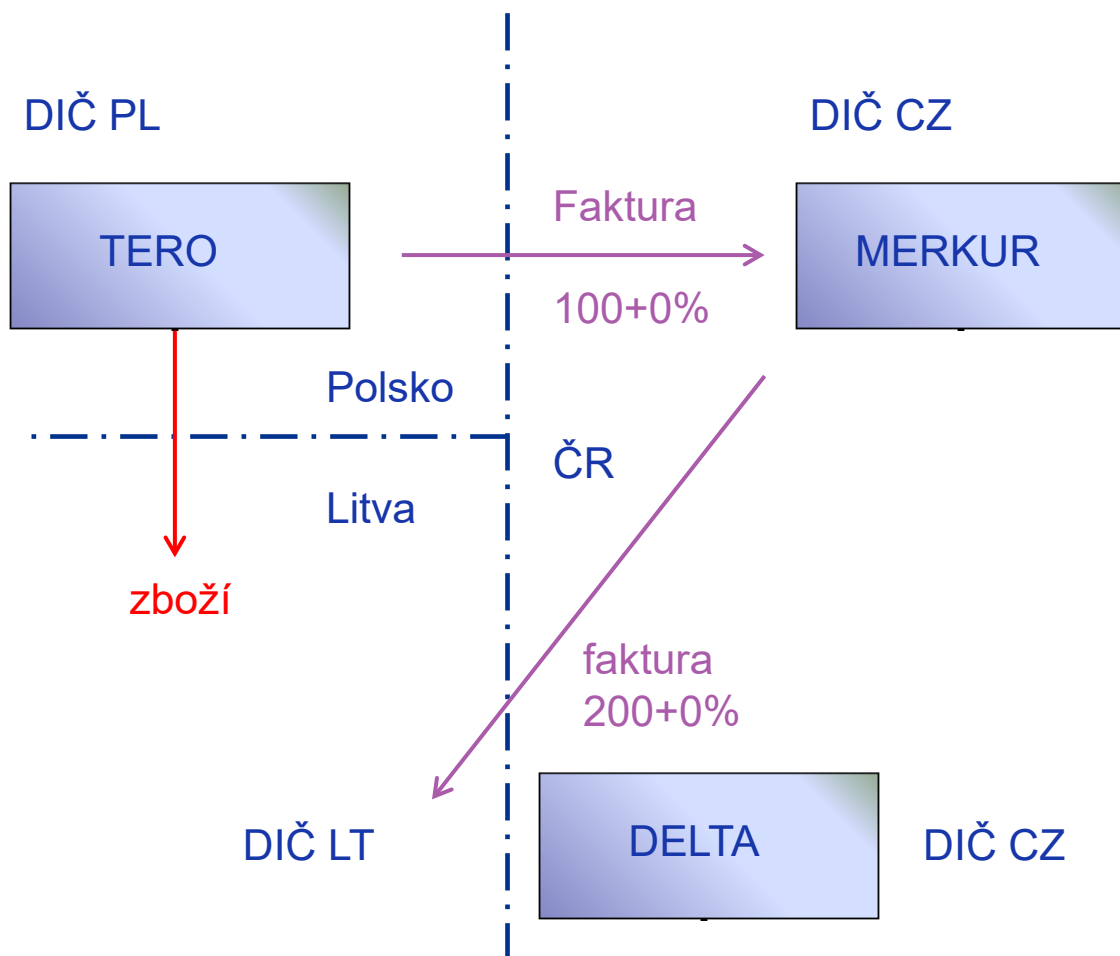 DIČ PL
DIČ CZ
TERO
Faktura
MERKUR
100+0%
Polsko
ČR
Litva
zboží
faktura
200+0%
DIČ LT
DELTA
DIČ CZ